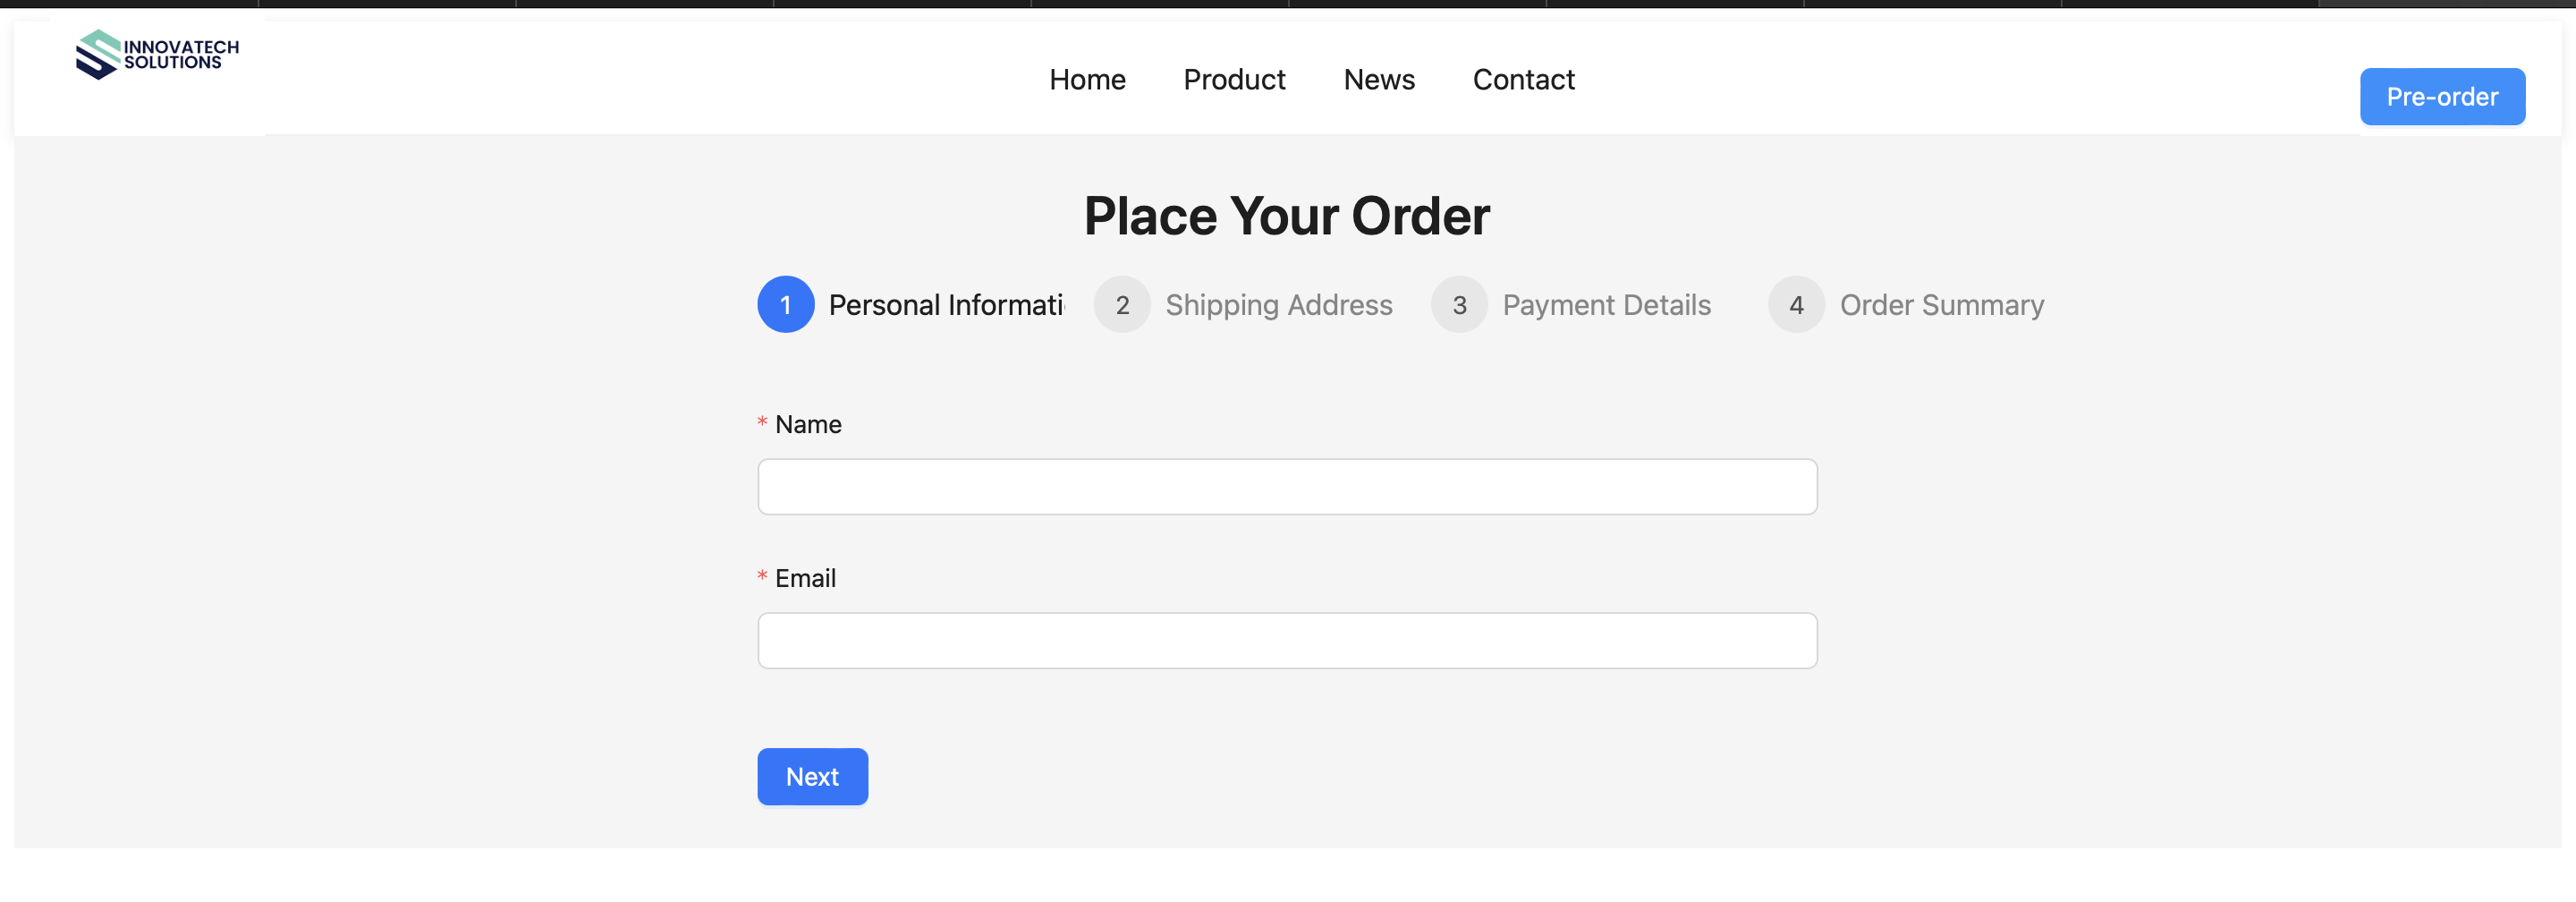 INNOVATECH
SOLUTIONS
Home Product News Contact
Pre-order
Place Your Order
1 Personal Informati
2 Shipping Address
3 Payment Details
4 Order Summary
* Name
* Email
Next